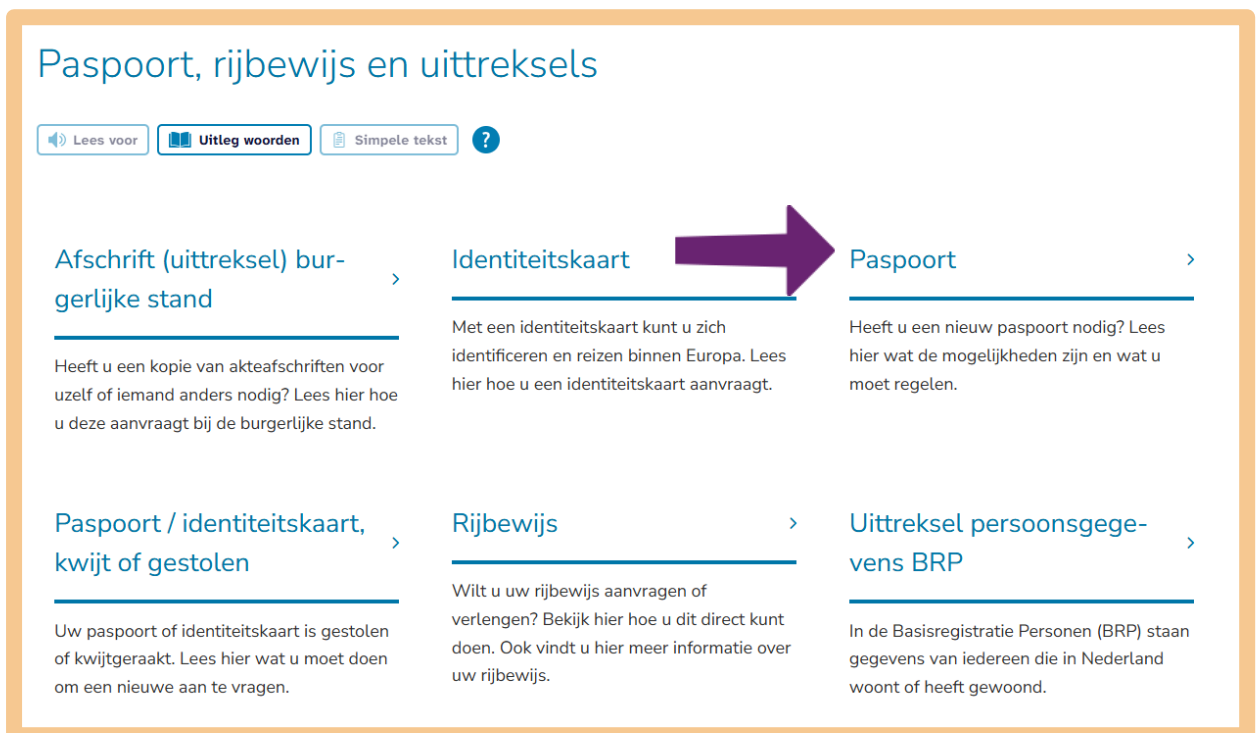 Paspoort, rijbewijs en uittreksels
Lees voor
Uitleg woorden
Simpele tekst
?
Afschrift (uittreksel) bur-
gerlijke stand
Heeft u een kopie van akteafschriften voor
uzelf of iemand anders nodig? Lees hier hoe
u deze aanvraagt bij de burgerlijke stand.
Identiteitskaart
Met een identiteitskaart kunt u zich
identificeren en reizen binnen Europa. Lees
hier hoe u een identiteitskaart aanvraagt.
Paspoort
Heeft u een nieuw paspoort nodig? Lees
hier wat de mogelijkheden zijn en wat u
moet regelen.
Paspoort / identiteitskaart,
kwijt of gestolen
Uw paspoort of identiteitskaart is gestolen
of kwijtgeraakt. Lees hier wat u moet doen
om een nieuwe aan te vragen.
Rijbewijs
Wilt u uw rijbewijs aanvragen of
verlengen? Bekijk hier hoe u dit direct kunt
doen. Ook vindt u hier meer informatie over
uw rijbewijs.
Uittreksel persoonsgege-
vens BRP
In de Basisregistratie Personen (BRP) staan
gegevens van iedereen die in Nederland
woont of heeft gewoond.